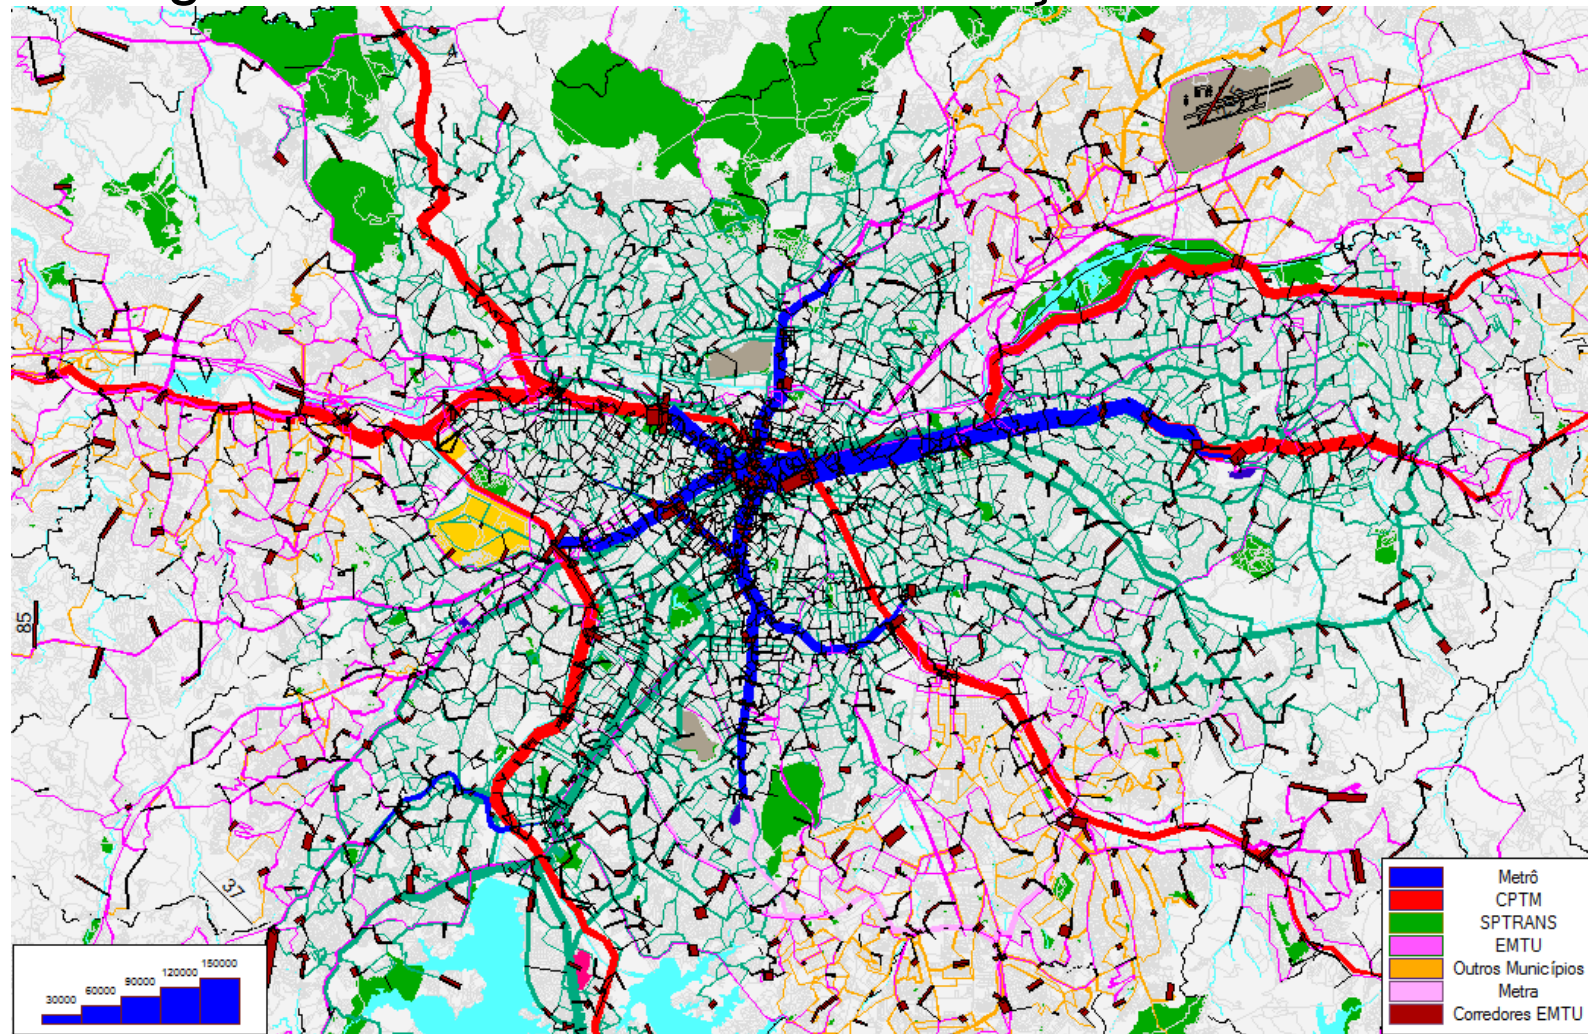 85
37
30000
60000
90000
120000
150000
Metrô
CPTM
SPTRANS
EMTU
Outros Municípios
Metra
Corredores EMTU